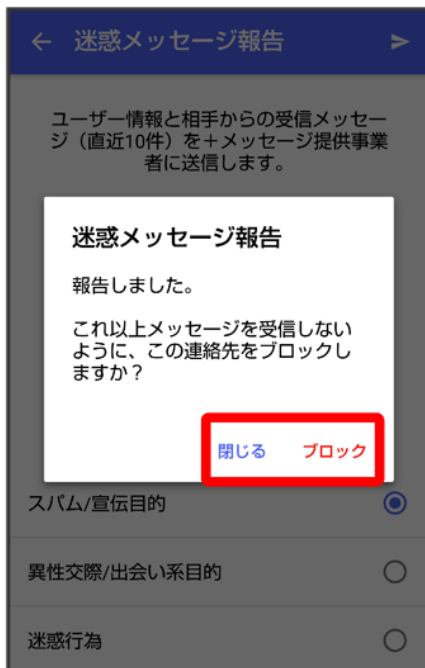 迷惑メッセージ報告
ユーザー情報と相手からの受信メッセー
ジ（直近10件）を＋メッセージ提供事業
者に送信します。
迷惑メッセージ報告
報告しました。
これ以上メッセージを受信しない
ように、この連絡先をブロックし
ますか？
閉じる ブロック
スパム/宣伝目的
異性交際/出会い系目的
迷惑行為